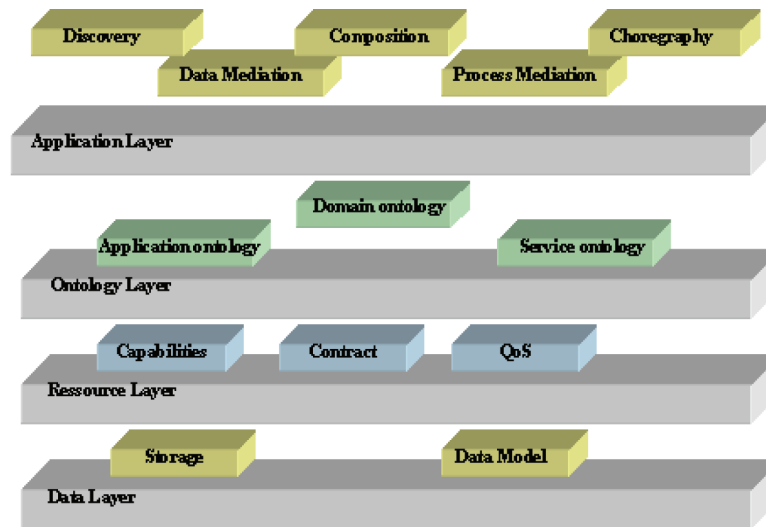 Discovery
Composition
Choregraphy
Data Mediation
Process Mediation
Application Layer
Domain ontology
Application ontology
Service ontology
Ontology Layer
Capabilities
Contract
QoS
Ressource Layer
Storage
Data Model
Data Layer